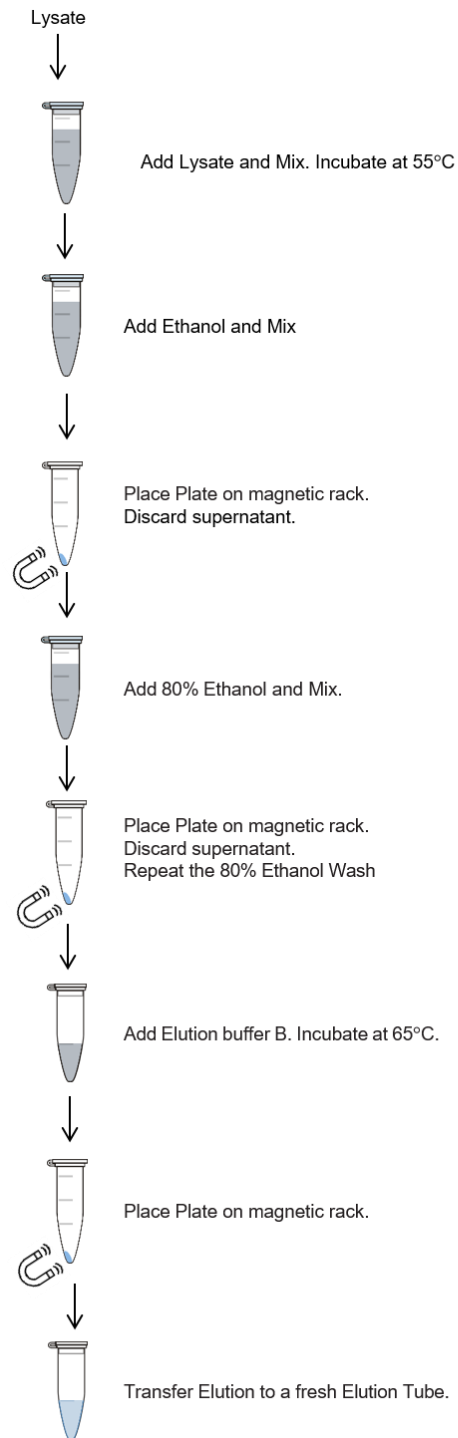 Lysate
Add Lysate and Mix. Incubate at 55°C
Add Ethanol and Mix
Place Plate on magnetic rack.
Discard supernatant.
Add 80% Ethanol and Mix.
Place Plate on magnetic rack.
Discard supernatant.
Repeat the 80% Ethanol Wash
Add Elution buffer B. Incubate at 65°C.
Place Plate on magnetic rack.
Transfer Elution to a fresh Elution Tube.